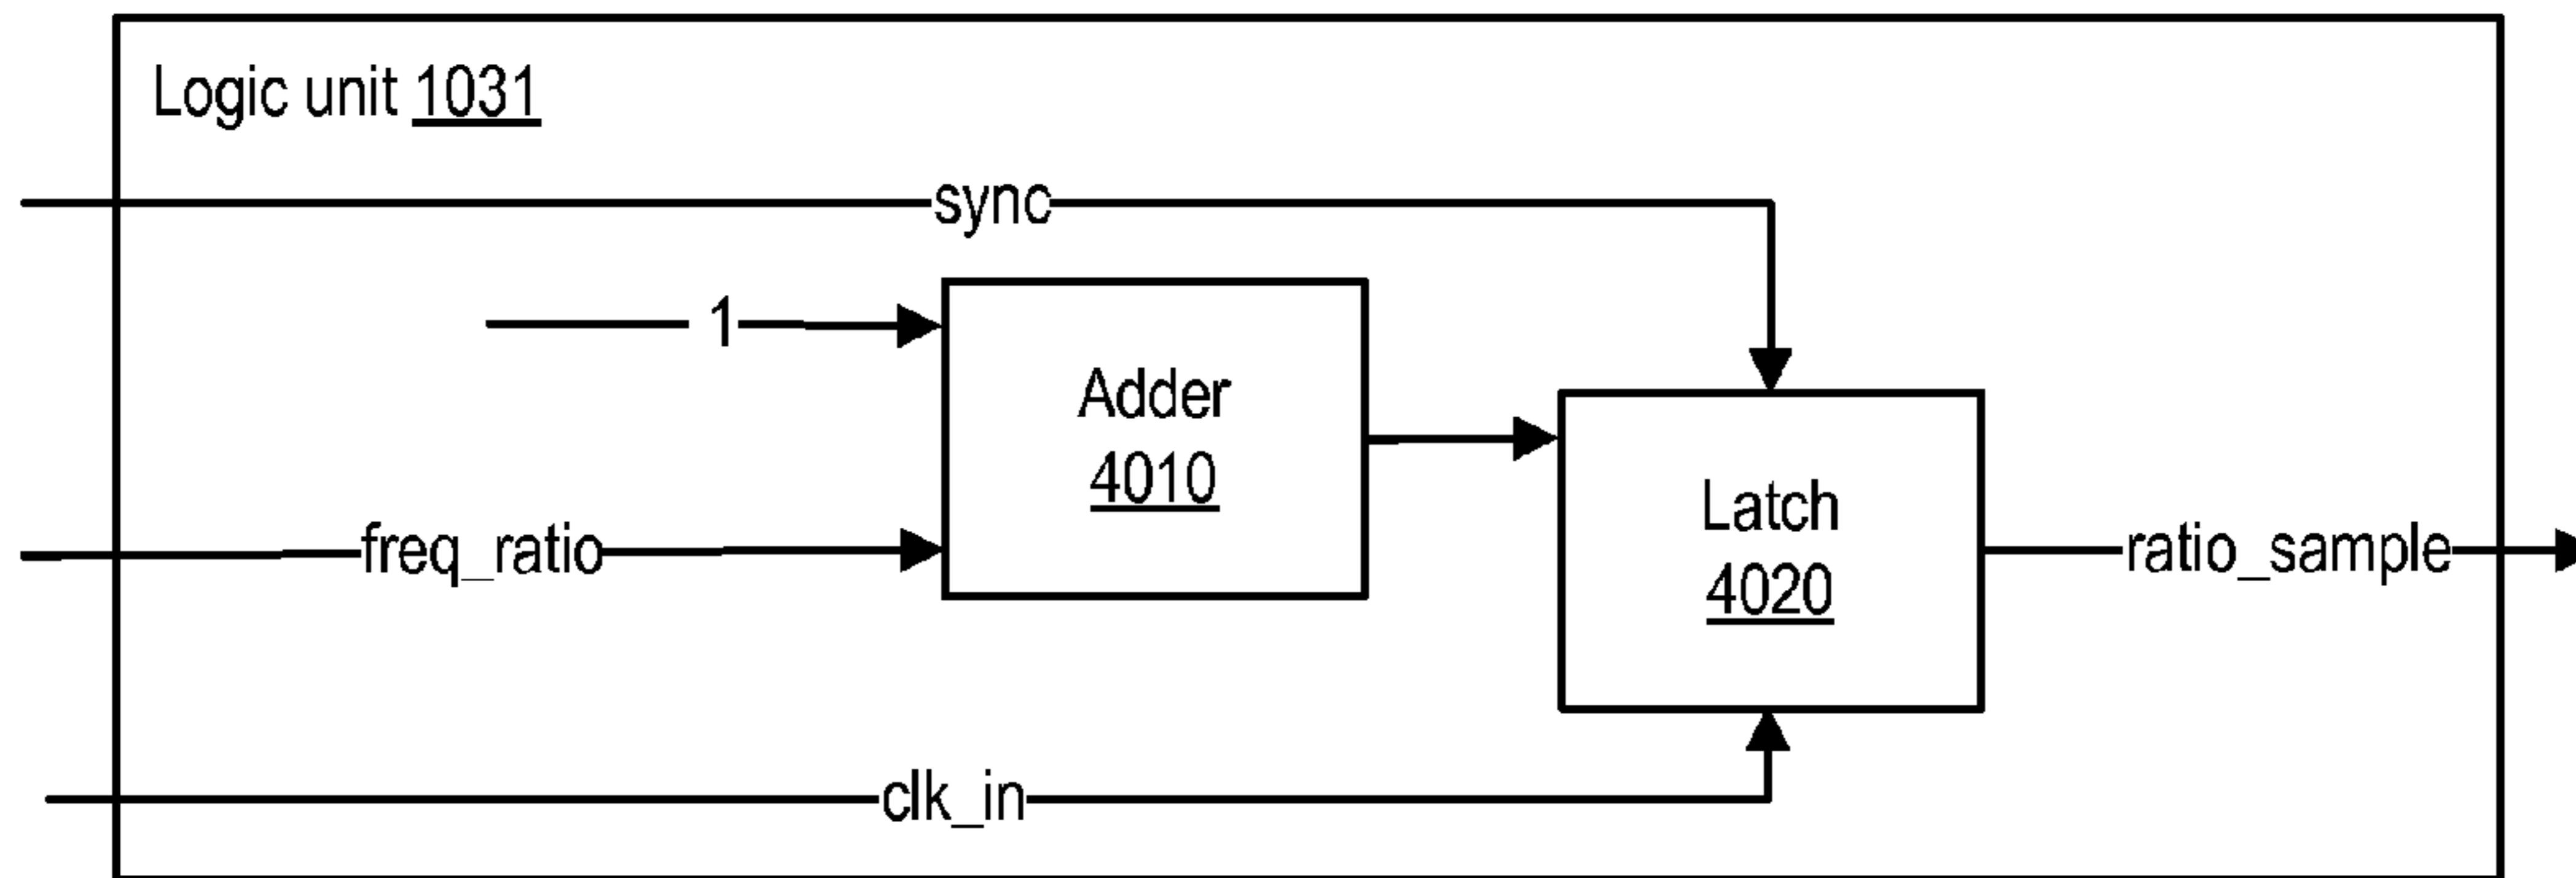 Logic unit 1031
sync
1
Adder
4010
freq_ratio
Latch
4020
ratio_sample
clk_in